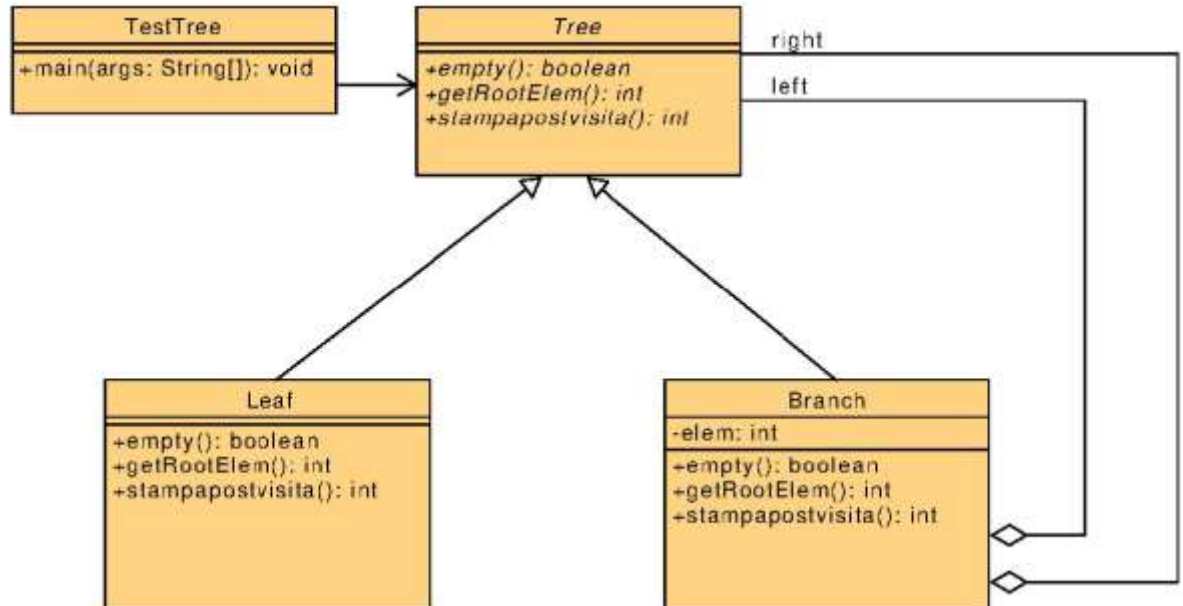 TestTree
+main(args: String[]): void
Tree
+empty(): boolean
+getRootElem(): int
+stampapostvisita(): int
right
left
Leaf
+empty(): boolean
+getRootElem(): int
+stampapostvisita(): int
Branch
-elem: int
+empty(): boolean
+getRootElem(): int
+stampapostvisita(): int